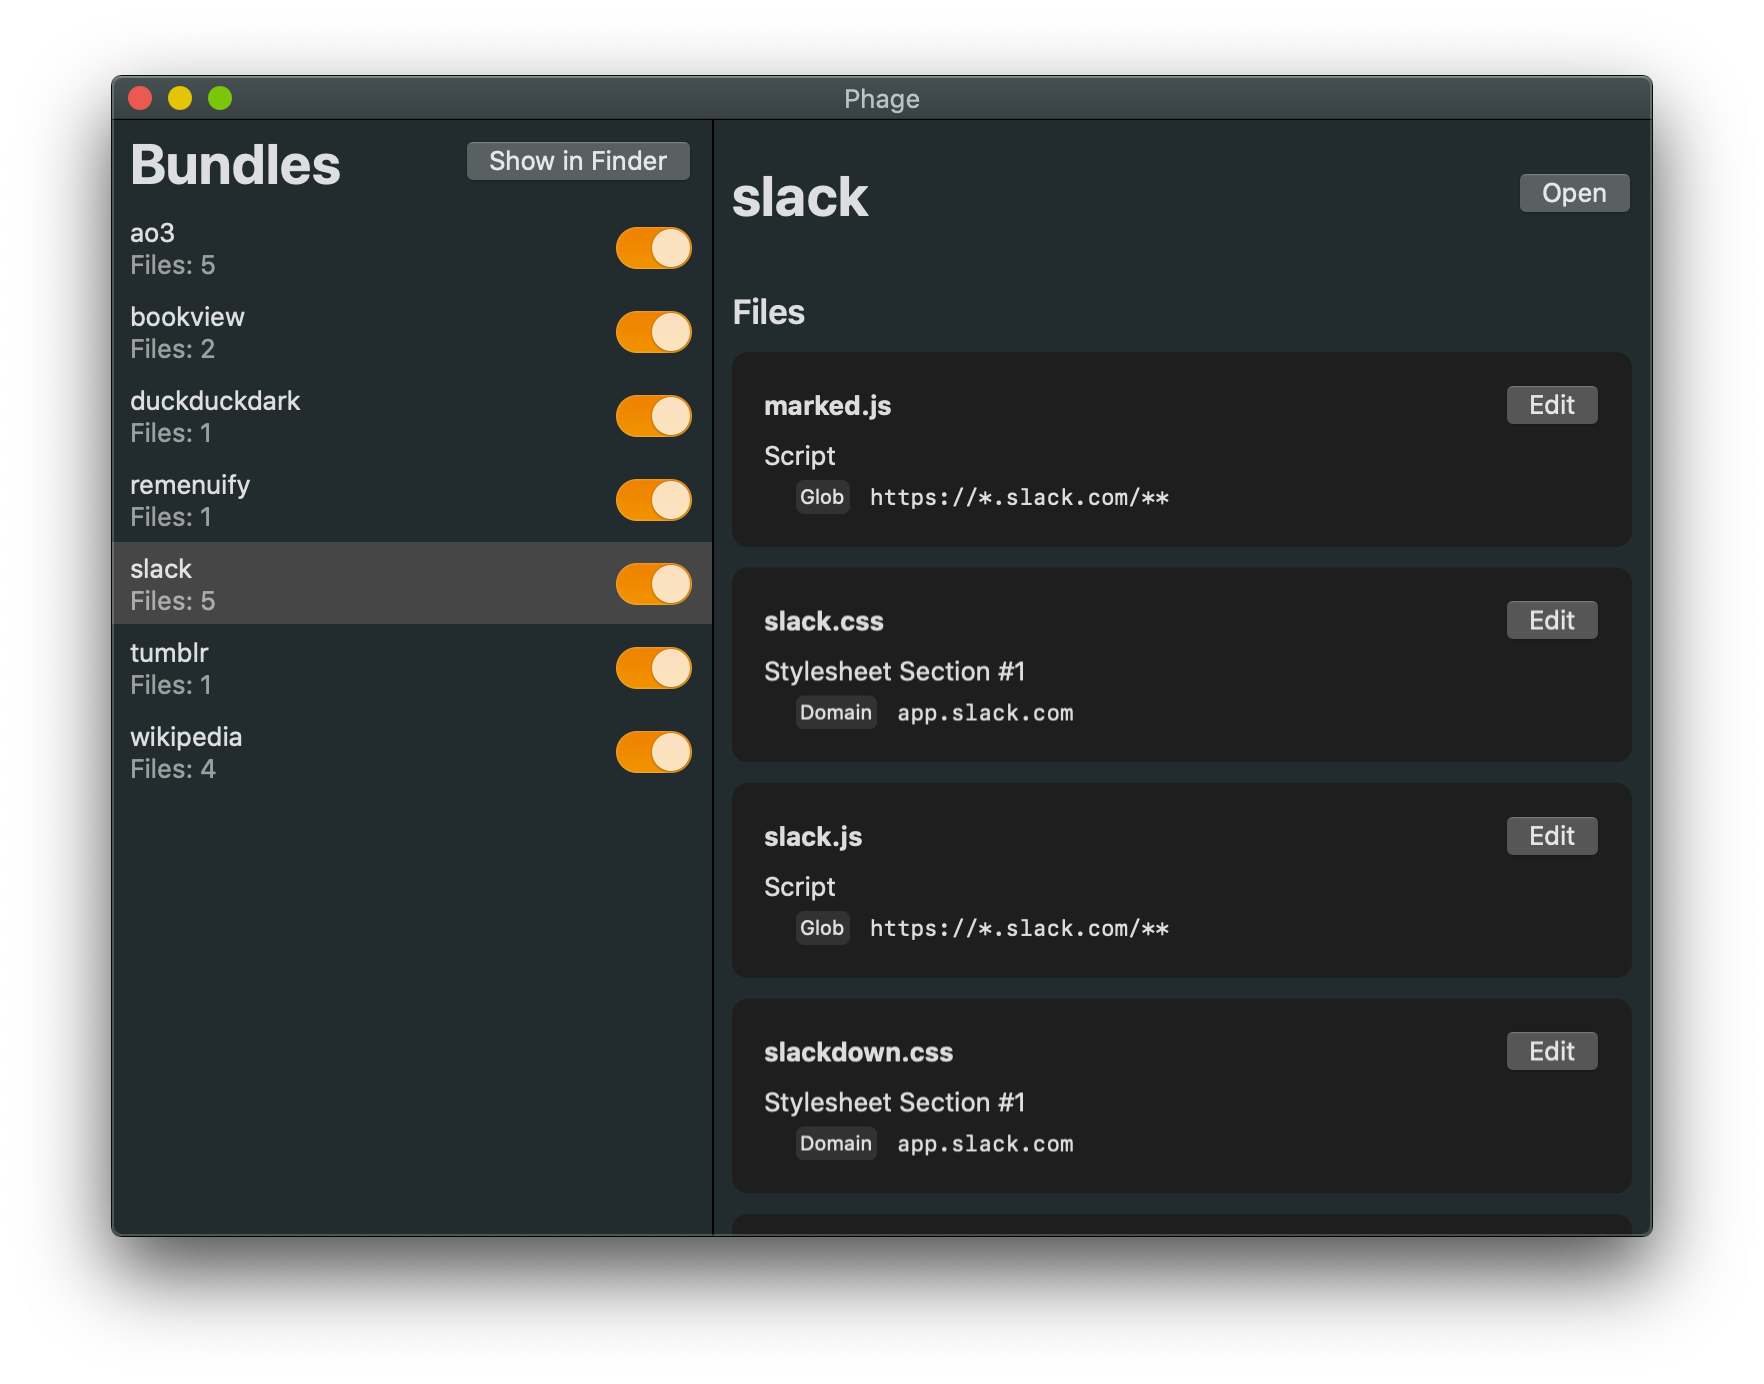 Phage
Bundles
Show in Finder
ao3
Files: 5
bookview
Files: 2
duckduckdark
Files: 1
remenuify
Files: 1
slack
Files: 5
tumblr
Files: 1
wikipedia
Files: 4
slack
Open
Files
marked.js
Edit
Script
Glob https://*.slack.com/**
slack.css
Edit
Stylesheet Section #1
Domain app.slack.com
slack.js
Edit
Script
Glob https://*.slack.com/**
slackdown.css
Edit
Stylesheet Section #1
Domain app.slack.com